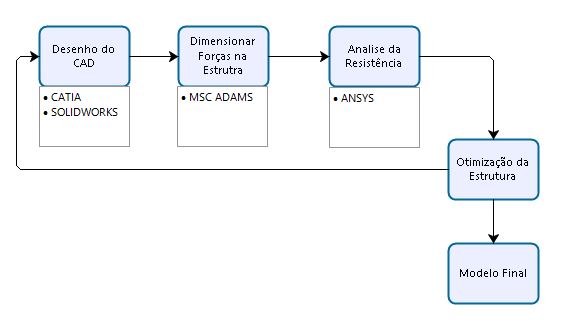 Desenho do
CAD
• CATIA
• SOLIDWORKS
Dimensionar
Forças na
Estrutra
• MSC ADAMS
Analise da
Resistência
• ANSYS
Otimização da
Estrutura
Modelo Final